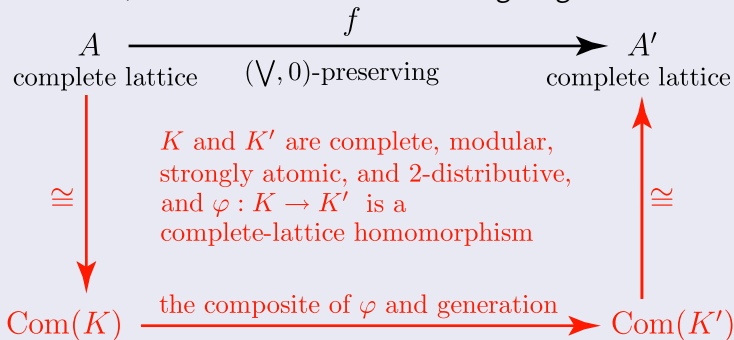 f
A A′
complete lattice (⋁, 0)-preserving complete lattice
K and K′ are complete, modular,
strongly atomic, and 2-distributive,
≅ and φ : K → K′ is a ≅
complete-lattice homomorphism
the composite of φ and generation
Com(K) Com(K′)